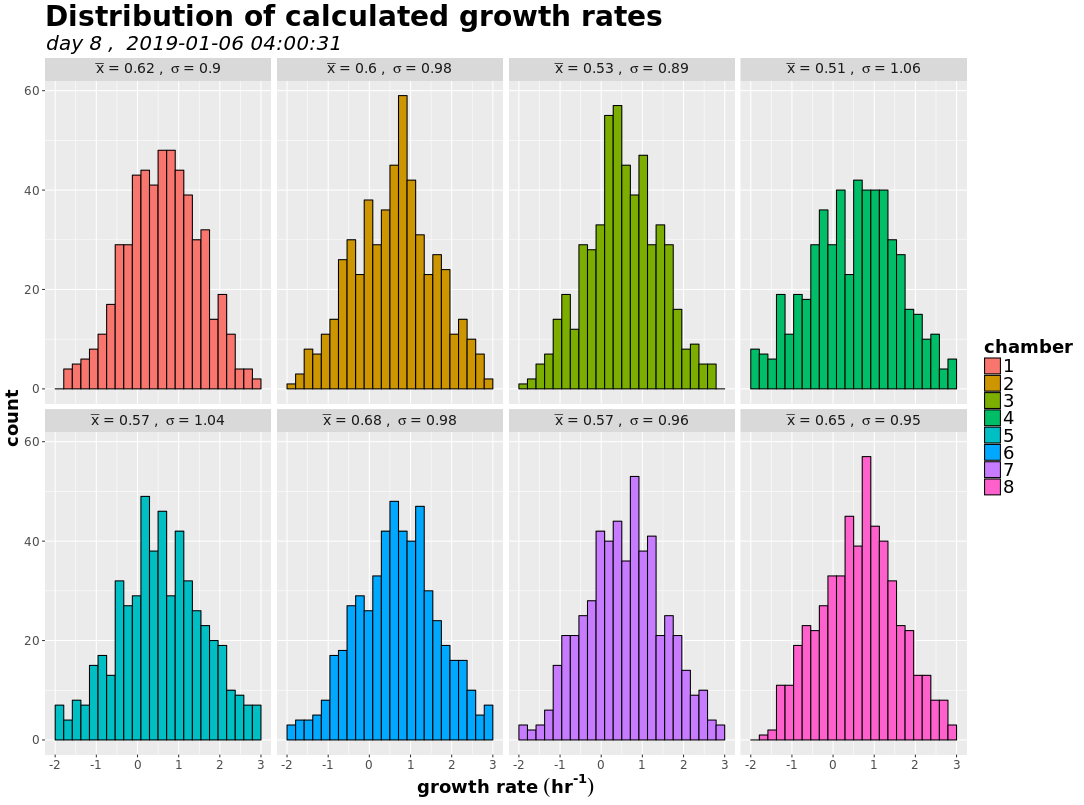 Distribution of calculated growth rates
day 8 ,  2019-01-06 04:00:31
x̅ = 0.62 ,  σ = 0.9
x̅ = 0.6 ,  σ = 0.98
x̅ = 0.53 ,  σ = 0.89
x̅ = 0.51 ,  σ = 1.06
60
40
20
0
x̅ = 0.57 ,  σ = 1.04
x̅ = 0.68 ,  σ = 0.98
x̅ = 0.57 ,  σ = 0.96
x̅ = 0.65 ,  σ = 0.95
60
40
20
0
-2 -1 0 1 2 3
-2 -1 0 1 2 3
-2 -1 0 1 2 3
-2 -1 0 1 2 3
count
growth rate (hr⁻¹)
chamber
1
2
3
4
5
6
7
8